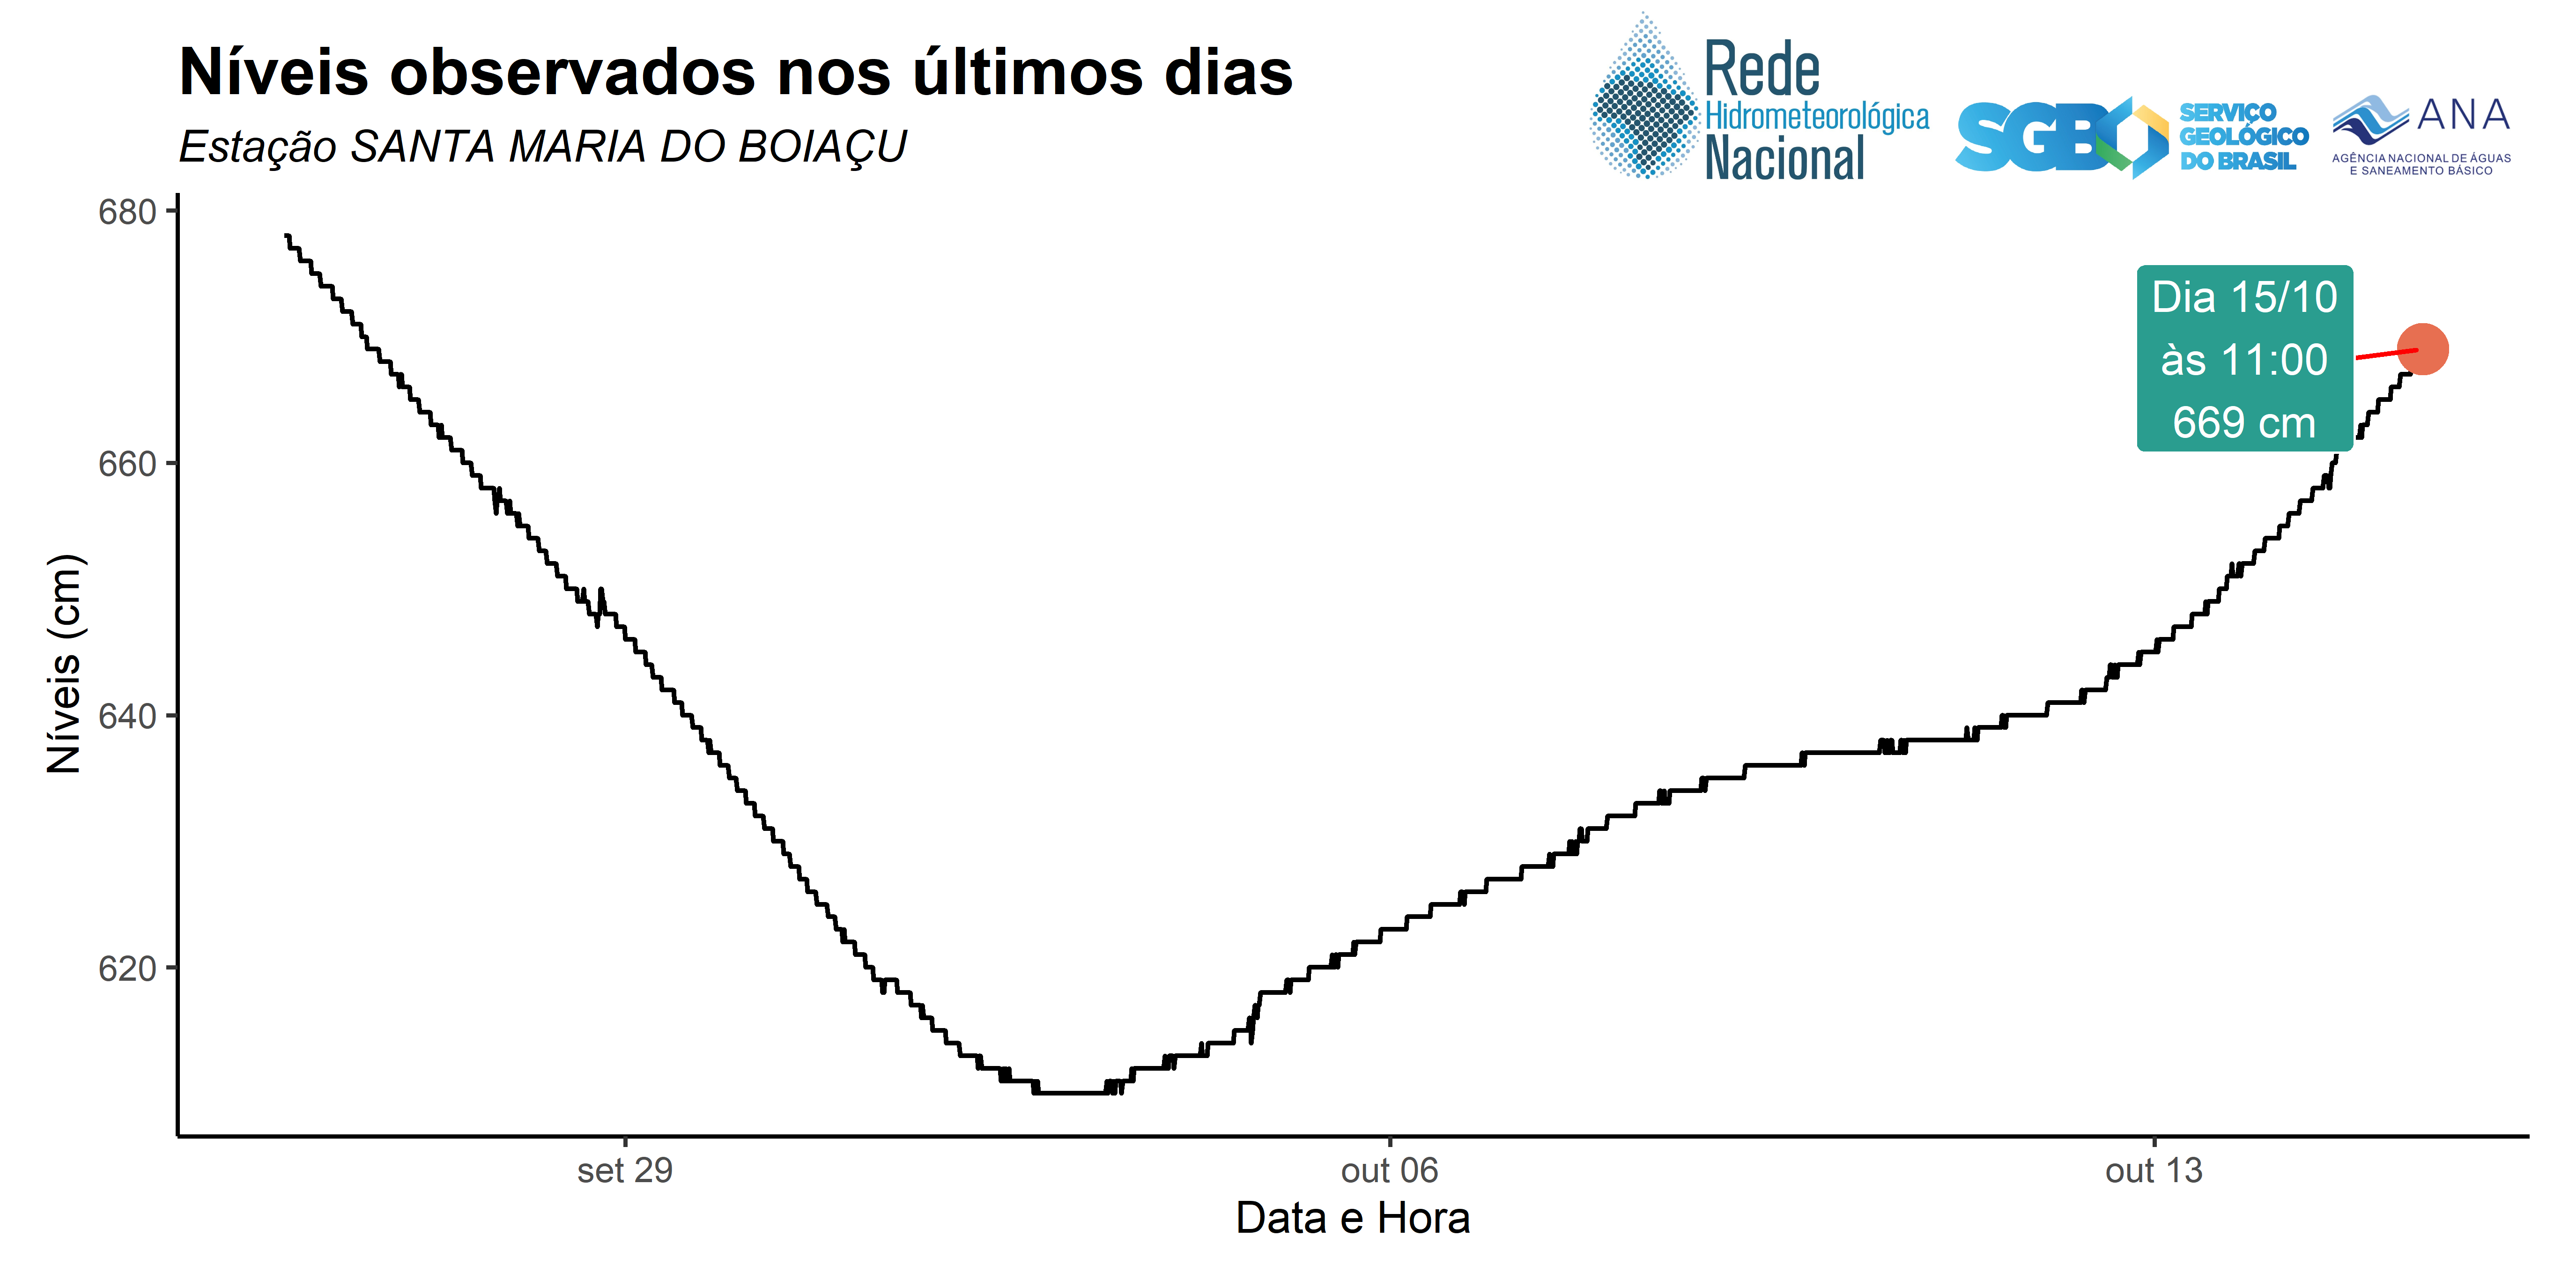 Níveis observados nos últimos dias
Estação SANTA MARIA DO BOIAÇU
Rede
Hidrometeorológica
Nacional
SGB
SERVIÇO
GEOLÓGICO
DO BRASIL
ANA
AGÊNCIA NACIONAL DE ÁGUAS
E SANEAMENTO BÁSICO
680
660
640
620
Níveis (cm)
Dia 15/10
às 11:00
669 cm
set 29
out 06
out 13
Data e Hora